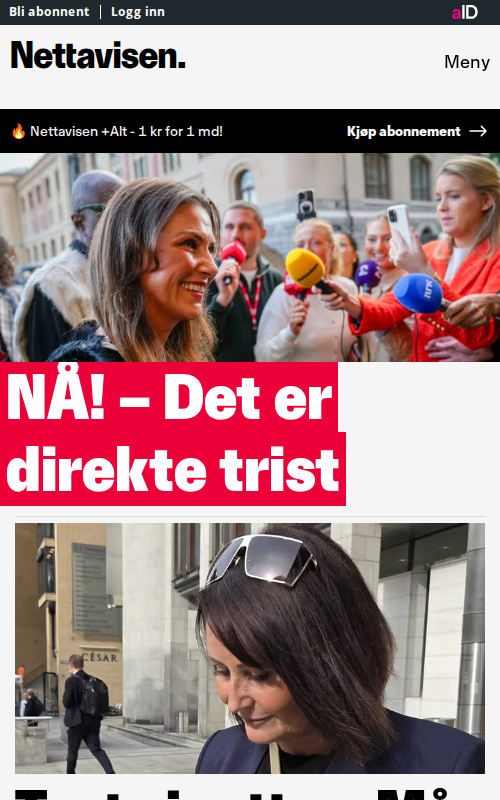 Bli abonnent
Logg inn
aID
Nettavisen.
Meny
🔥 Nettavisen +Alt - 1 kr for 1 md!
Kjøp abonnement →
NRK
NÅ! – Det er
direkte trist
CÉSAR